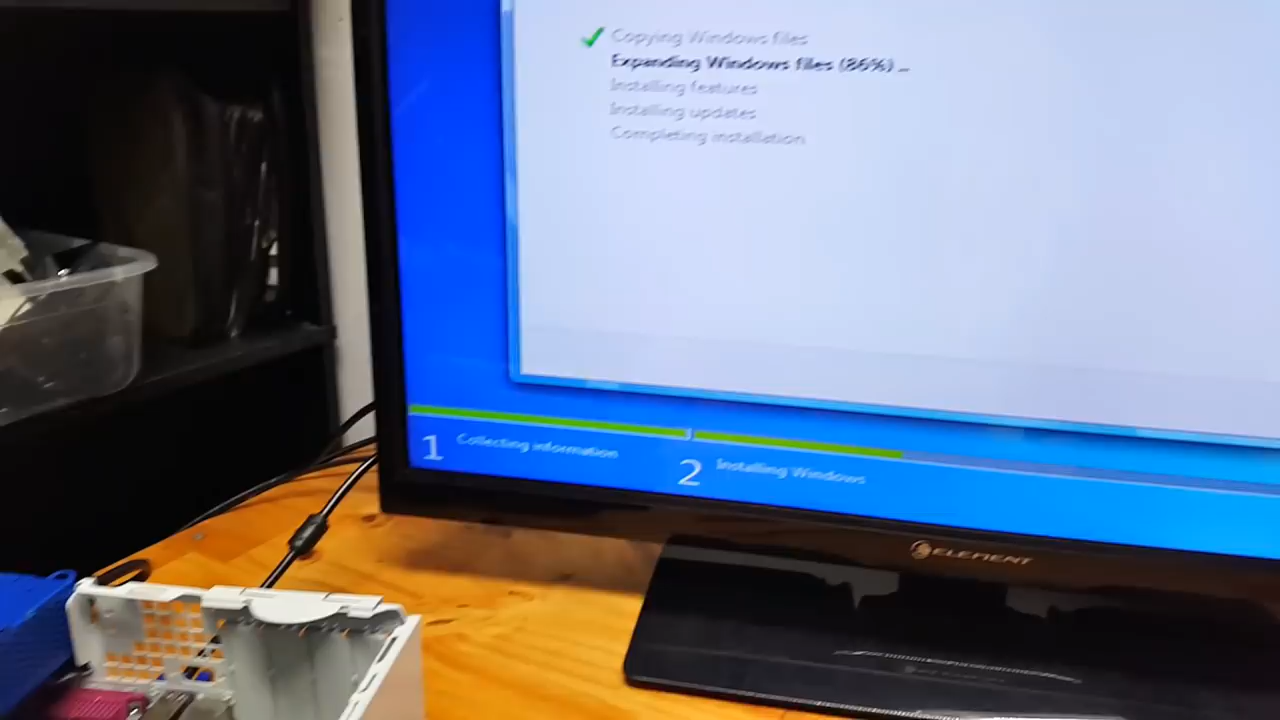 Copying Windows files
Expanding Windows files (86%) ..
Installing features
Installing updates
Completing installation
1 Collecting information
2 Installing Windows
ELEMENT